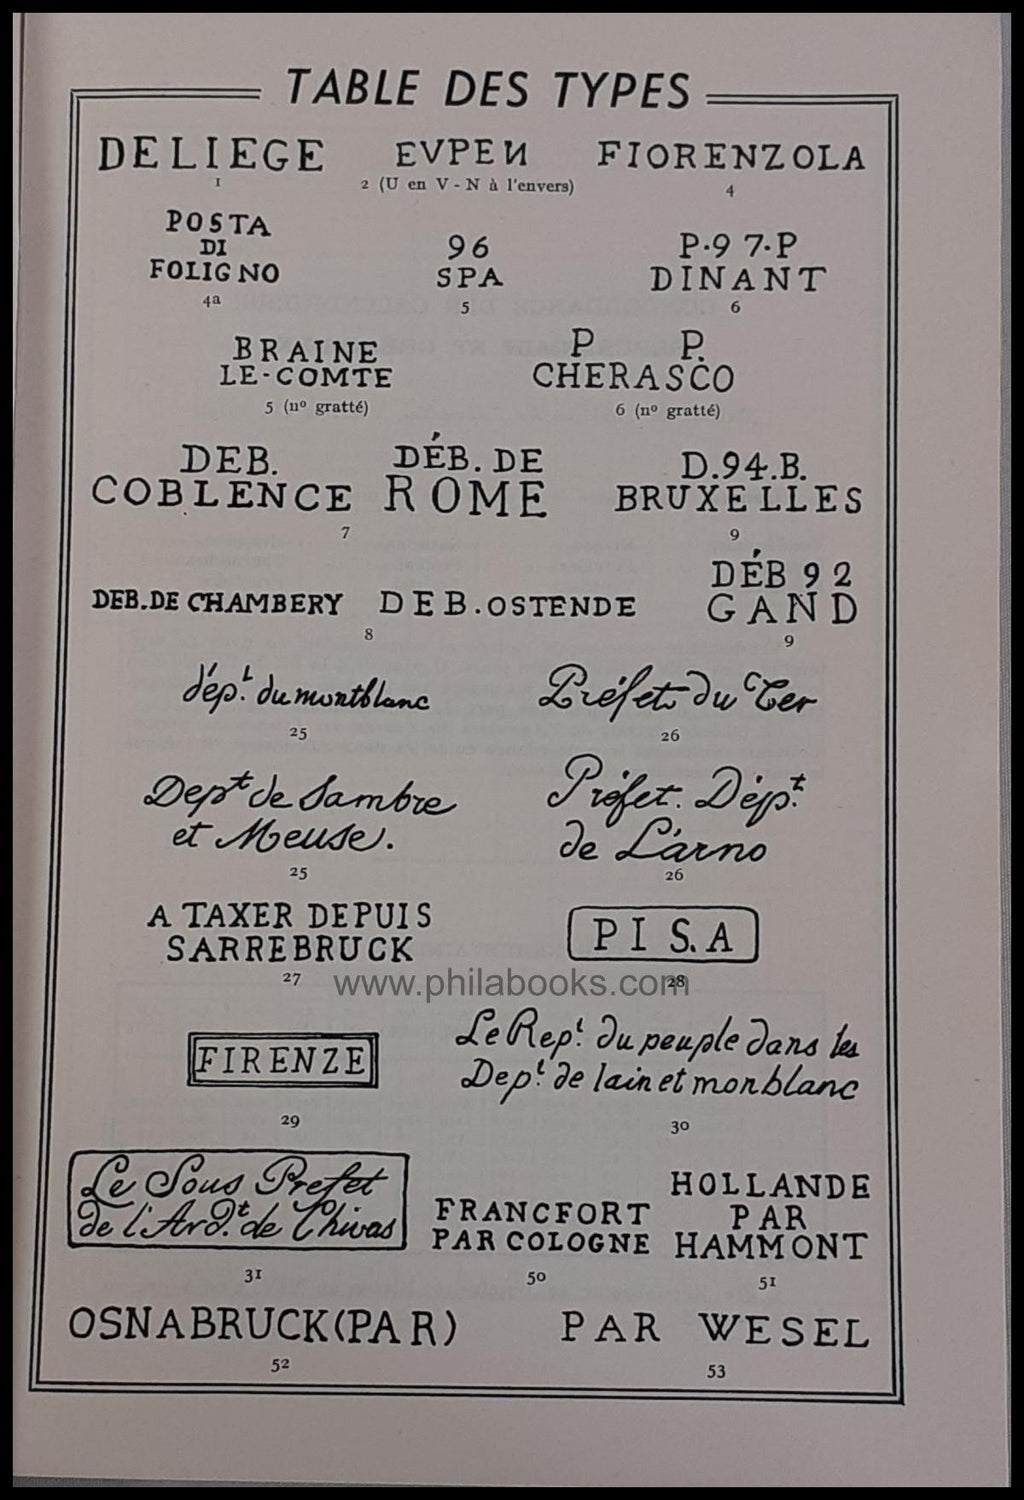 TABLE DES TYPES
DELIEGE
1
EVPEИ
2 (U en V - N à l'envers)
FIORENZOLA
4
POSTA
DI
FOLIGNO
4a
96
SPA
5
P·97·P
DINANT
6
BRAINE
LE-COMTE
5 (nº gratté)
P P.
CHERASCO
6 (nº gratté)
DEB.
COBLENCE
DÉB. DE
ROME
7
D.94.B.
BRUXELLES
9
DEB.DE CHAMBERY
DEB.OSTENDE
8
DÉB 92
GAND
9
dépt. du montblanc
25
Préfet du Cer
26
Dept de Sambre
et Meuse.
25
Préfet. Dépt.
de L'arno
26
A TAXER DEPUIS
SARREBRUCK
27
PIS.A
28
www.philabooks.com
FIRENZE
29
Le Rept. du peuple dans les
Dept. de lain et monblanc
30
Le Sous Prefet
de l'Ardt. de Chivas
31
FRANCFORT
PAR COLOGNE
50
HOLLANDE
PAR
HAMMONT
51
OSNABRUCK(PAR)
52
PAR WESEL
53